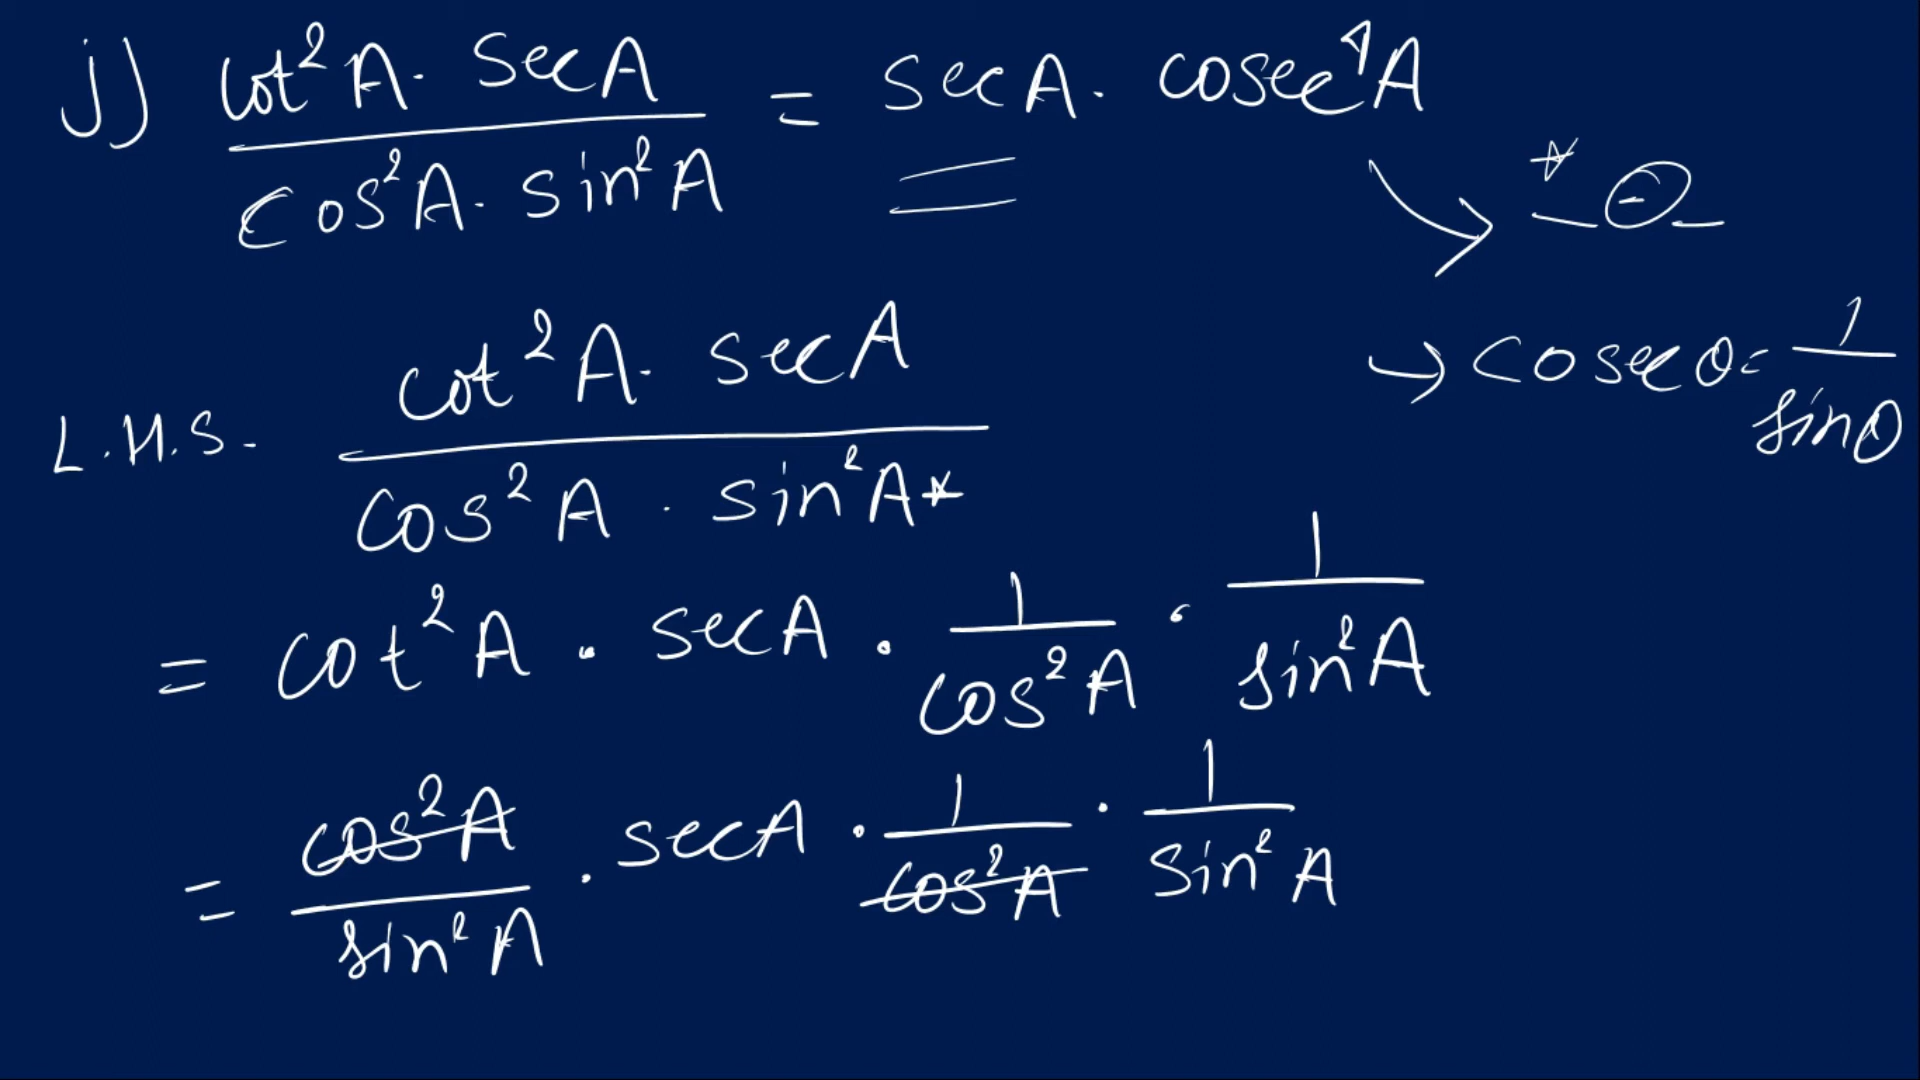 j) cot²A · secA / cos²A · sin²A = secA · cosec⁴A
→ cosecθ = 1/sinθ
L.H.S. cot²A · secA / cos²A · sin²A
= cot²A · secA · 1/cos²A · 1/sin²A
= cos²A/sin²A · secA · 1/cos²A · 1/sin²A